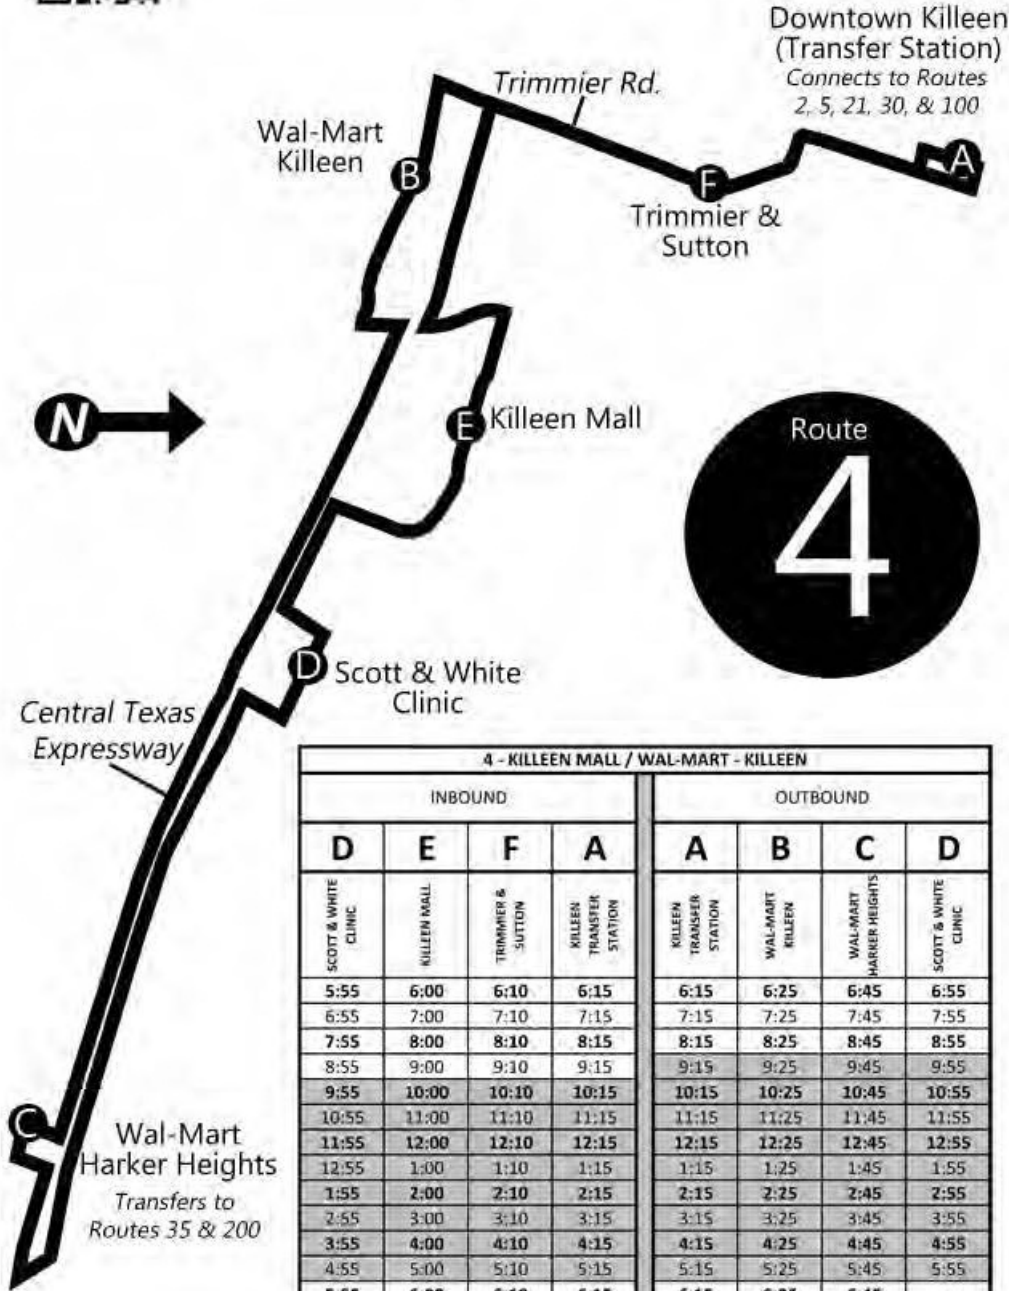 Downtown Killeen
(Transfer Station)
Connects to Routes
2, 5, 21, 30, & 100
A
Trimmier Rd.
Wal-Mart
Killeen
B
F
Trimmier &
Sutton
N
E
Killeen Mall
Route
4
D
Scott & White
Clinic
Central Texas
Expressway
C
Wal-Mart
Harker Heights
Transfers to
Routes 35 & 200
4 - KILLEEN MALL / WAL-MART - KILLEEN
INBOUND OUTBOUND
D E F A A B C D
SCOTT & WHITE
CLINIC
KILLEEN MALL
TRIMMIER &
SUTTON
KILLEEN
TRANSFER
STATION
KILLEEN
TRANSFER
STATION
WAL-MART
KILLEEN
WAL-MART
HARKER HEIGHTS
SCOTT & WHITE
CLINIC
5:55 6:00 6:10 6:15 6:15 6:25 6:45 6:55
6:55 7:00 7:10 7:15 7:15 7:25 7:45 7:55
7:55 8:00 8:10 8:15 8:15 8:25 8:45 8:55
8:55 9:00 9:10 9:15 9:15 9:25 9:45 9:55
9:55 10:00 10:10 10:15 10:15 10:25 10:45 10:55
10:55 11:00 11:10 11:15 11:15 11:25 11:45 11:55
11:55 12:00 12:10 12:15 12:15 12:25 12:45 12:55
12:55 1:00 1:10 1:15 1:15 1:25 1:45 1:55
1:55 2:00 2:10 2:15 2:15 2:25 2:45 2:55
2:55 3:00 3:10 3:15 3:15 3:25 3:45 3:55
3:55 4:00 4:10 4:15 4:15 4:25 4:45 4:55
4:55 5:00 5:10 5:15 5:15 5:25 5:45 5:55